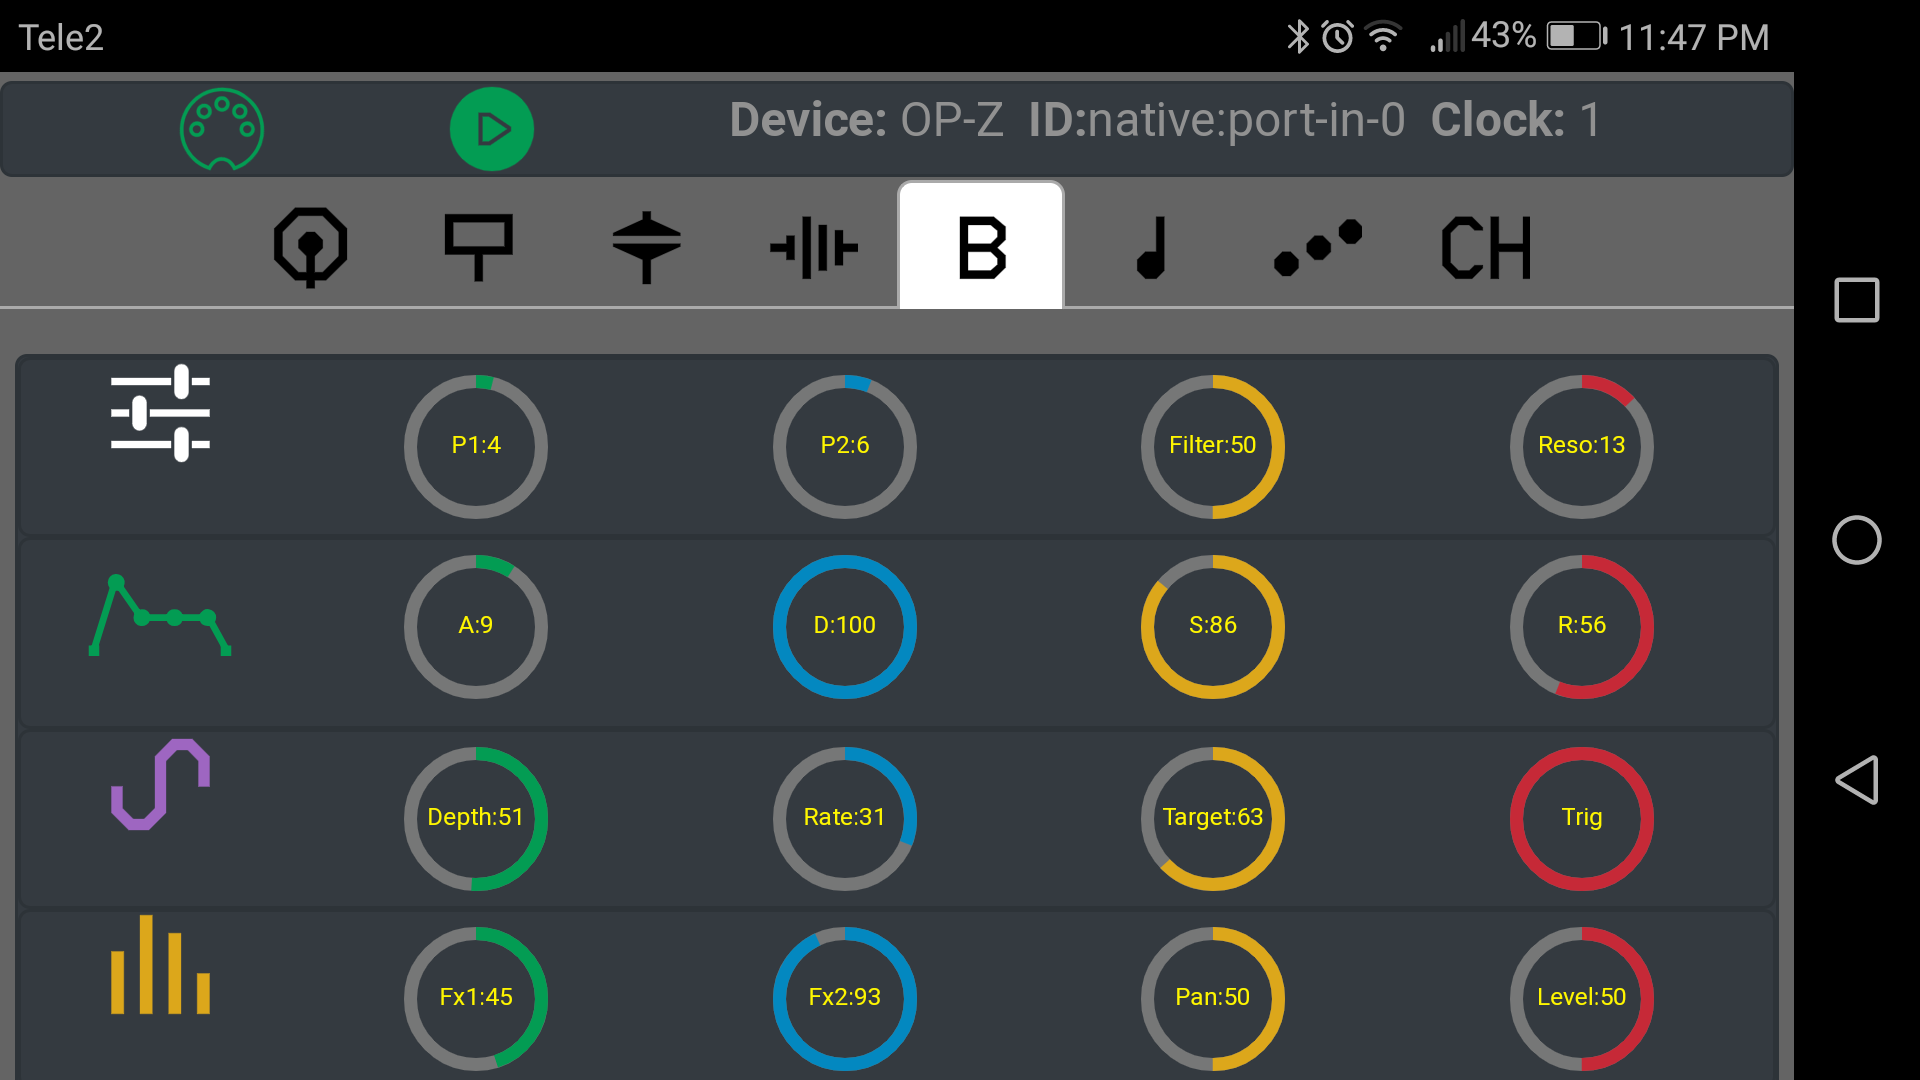 Tele2 43% 11:47 PM
Device: OP-Z ID:native:port-in-0 Clock: 1
B CH
P1:4 P2:6 Filter:50 Reso:13
A:9 D:100 S:86 R:56
Depth:51 Rate:31 Target:63 Trig
Fx1:45 Fx2:93 Pan:50 Level:50